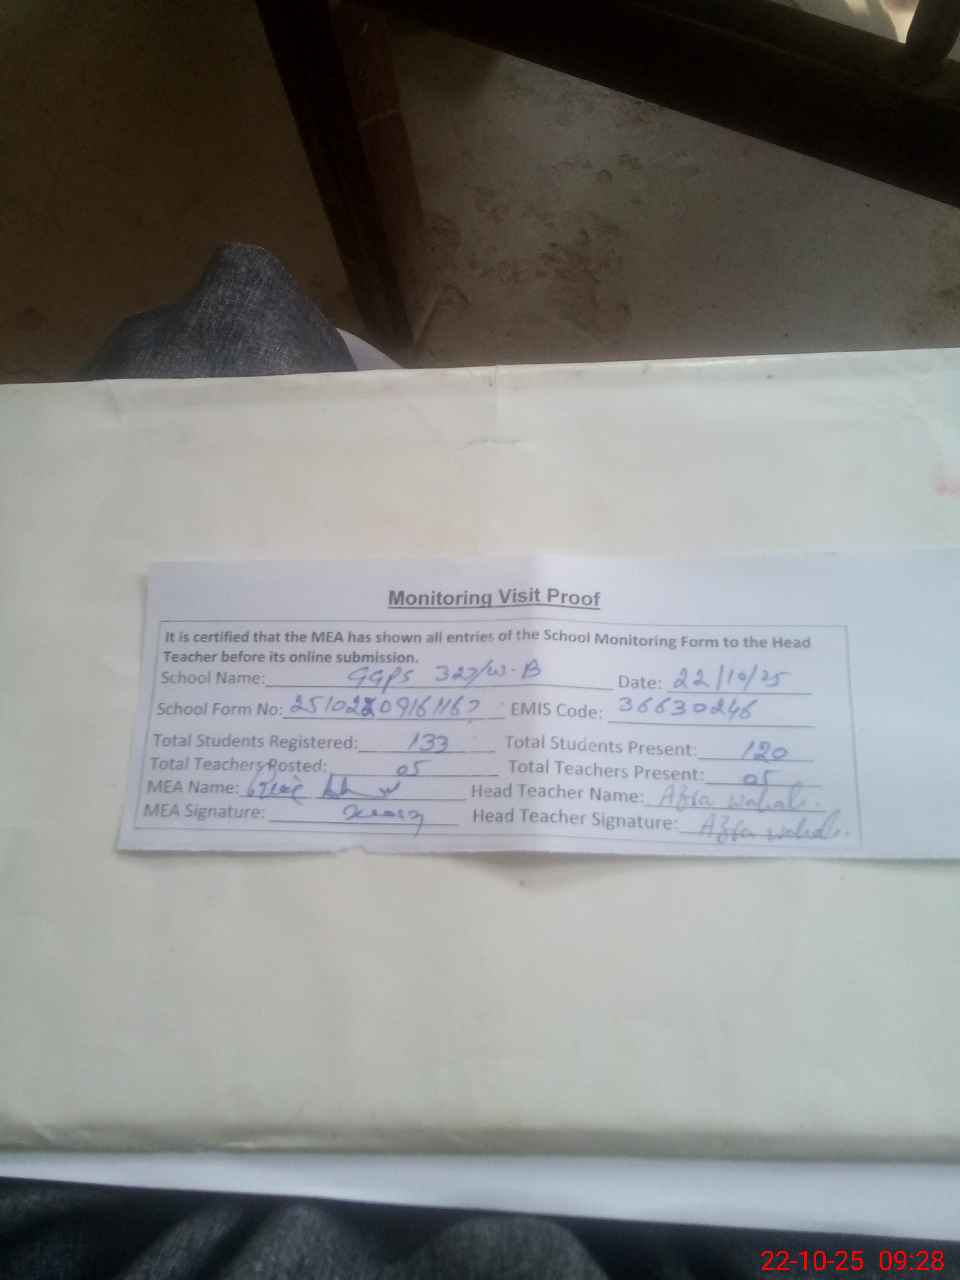 Monitoring Visit Proof
It is certified that the MEA has shown all entries of the School Monitoring Form to the Head
Teacher before its online submission.
School Name: GGPS 327/W-B Date: 22/10/25
School Form No: EMIS Code: 36630246
Total Students Registered: 133 Total Students Present: 120
Total Teachers Posted: 05 Total Teachers Present: 05
MEA Name: Head Teacher Name: Azra
MEA Signature: Head Teacher Signature: Azra
22-10-25 09:28